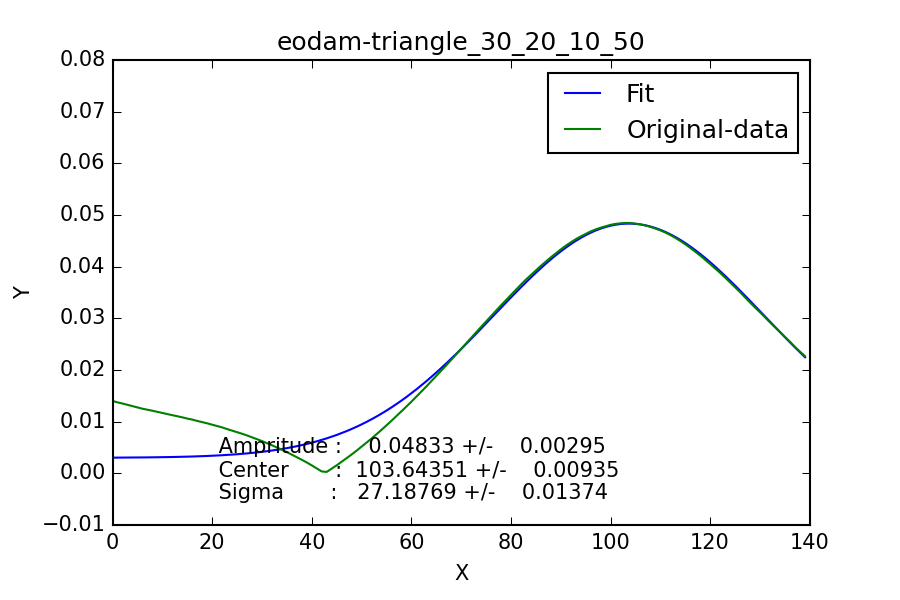 eodam-triangle_30_20_10_50
Fit
Original-data
0.08
0.07
0.06
0.05
0.04
0.03
0.02
0.01
0.00
−0.01
Y
Ampritude : 0.04833 +/- 0.00295
Center : 103.64351 +/- 0.00935
Sigma : 27.18769 +/- 0.01374
0 20 40 60 80 100 120 140
X